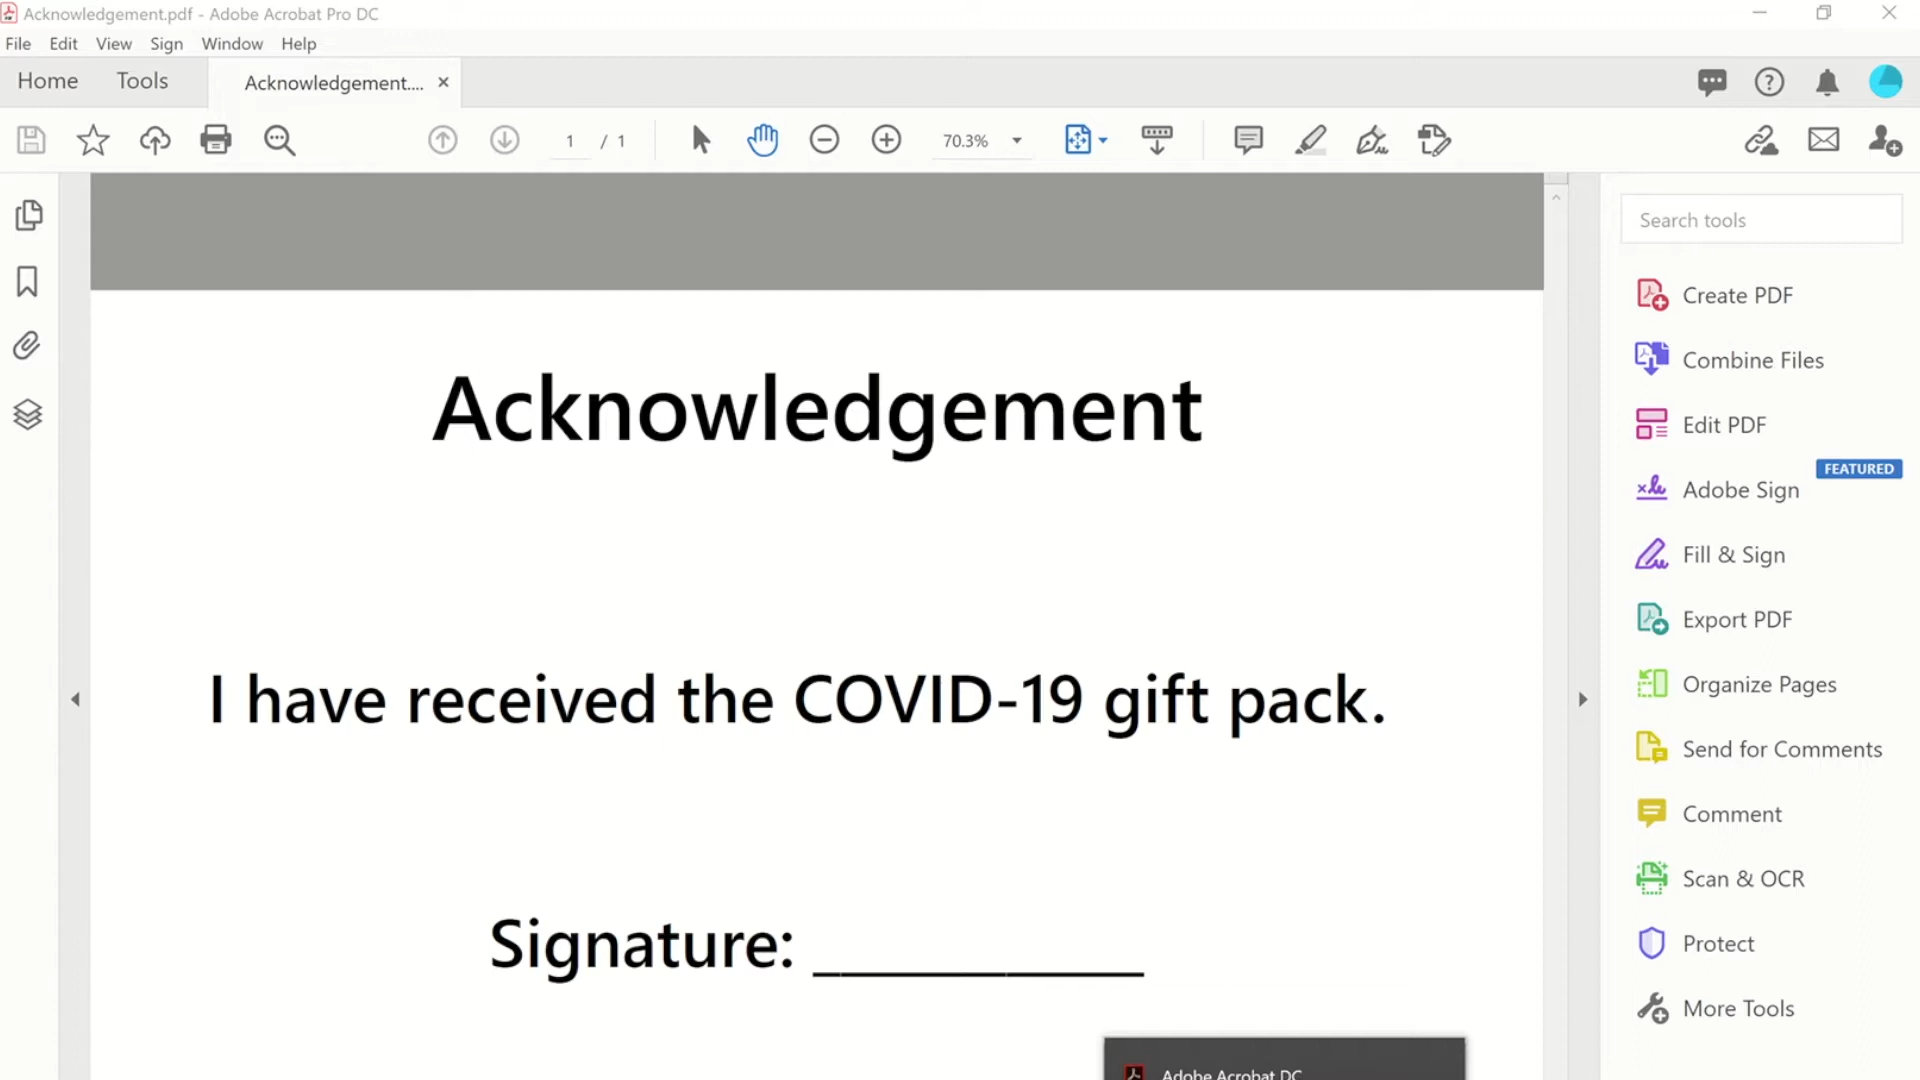 Acknowledgement.pdf - Adobe Acrobat Pro DC
File Edit View Sign Window Help
Home Tools Acknowledgement....
1 / 1 70.3%
Search tools
Create PDF
Combine Files
Edit PDF
FEATURED
Adobe Sign
Fill & Sign
Export PDF
Organize Pages
Send for Comments
Comment
Scan & OCR
Protect
More Tools
Acknowledgement
I have received the COVID-19 gift pack.
Signature: ____________
Adobe Acrobat DC